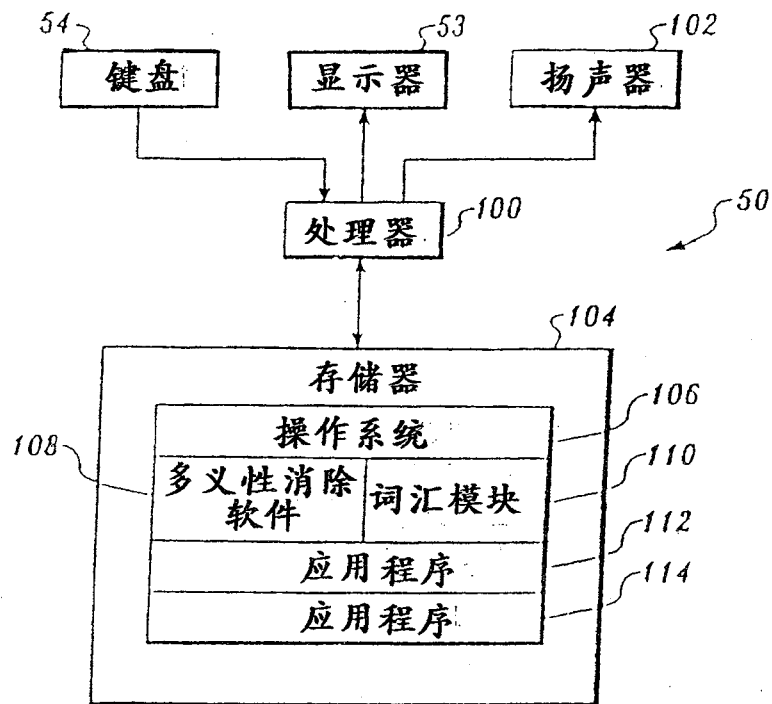 54
53
102
键盘
显示器
扬声器
处理器
100
50
104
存储器
操作系统
106
108
多义性消除
软件
词汇模块
110
应用程序
112
应用程序
114